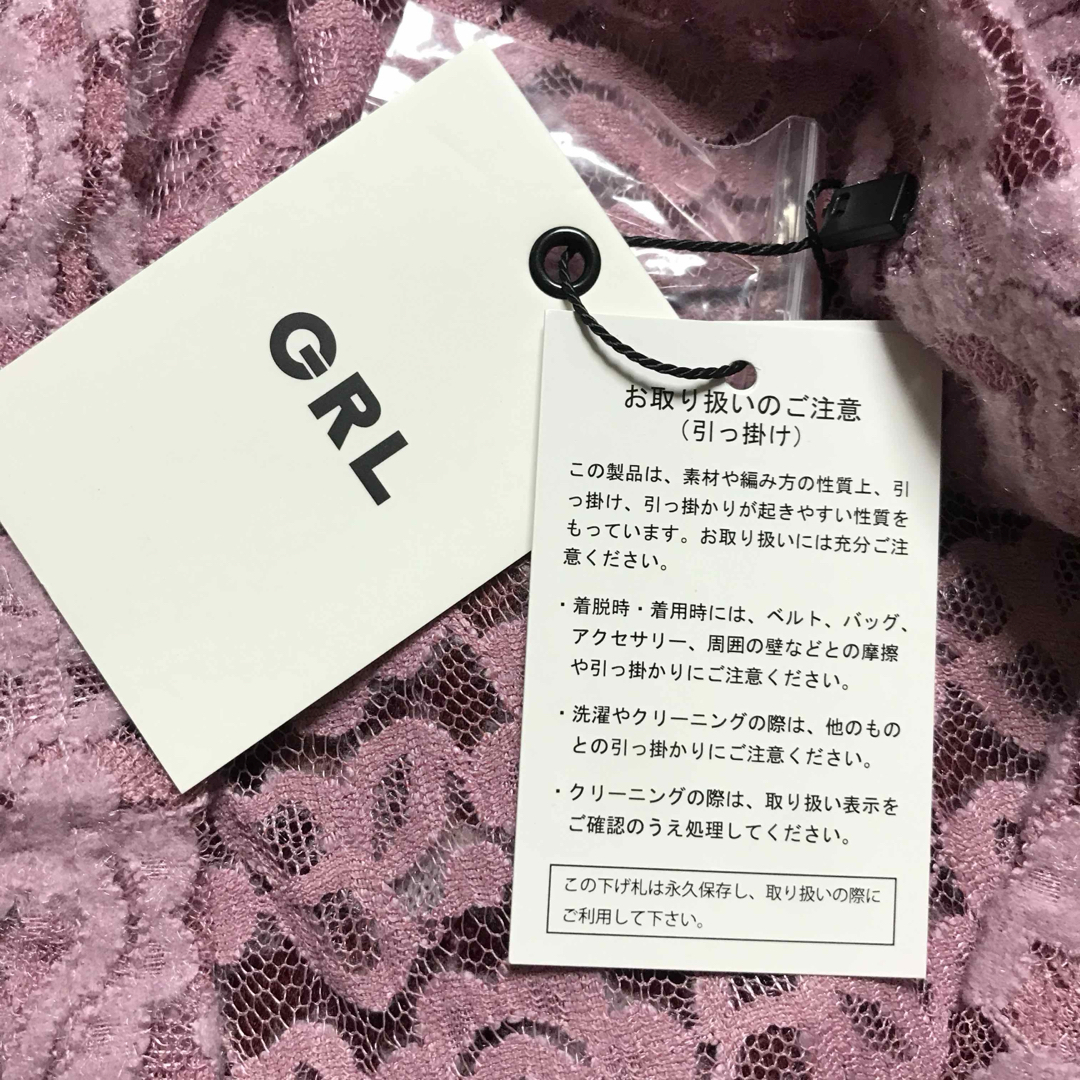 GRL
お取り扱いのご注意
（引っ掛け）
この製品は、素材や編み方の性質上、引
っ掛け、引っ掛かりが起きやすい性質を
もっています。お取り扱いには充分ご注
意ください。
・着脱時・着用時には、ベルト、バッグ、
アクセサリー、周囲の壁などとの摩擦
や引っ掛かりにご注意ください。
・洗濯やクリーニングの際は、他のもの
との引っ掛かりにご注意ください。
・クリーニングの際は、取り扱い表示を
ご確認のうえ処理してください。
この下げ札は永久保存し、取り扱いの際に
ご利用して下さい。